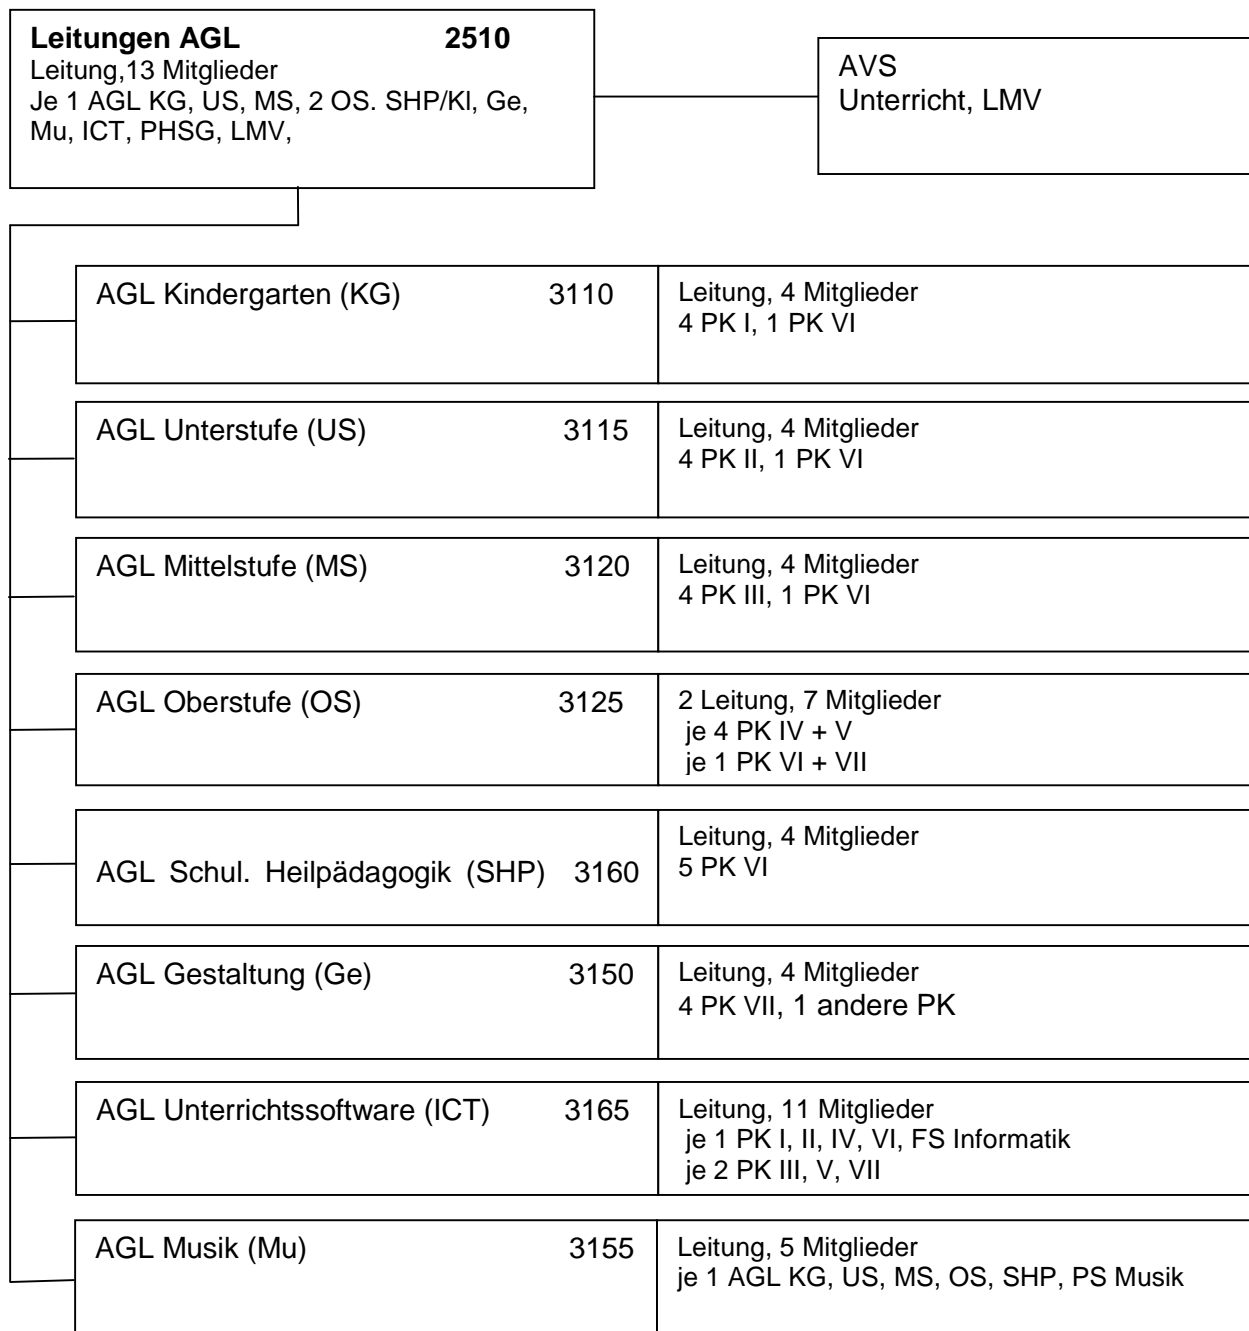 Leitungen AGL 2510
Leitung,13 Mitglieder
Je 1 AGL KG, US, MS, 2 OS. SHP/Kl, Ge,
Mu, ICT, PHSG, LMV,
AVS
Unterricht, LMV
AGL Kindergarten (KG) 3110
Leitung, 4 Mitglieder
4 PK I, 1 PK VI
AGL Unterstufe (US) 3115
Leitung, 4 Mitglieder
4 PK II, 1 PK VI
AGL Mittelstufe (MS) 3120
Leitung, 4 Mitglieder
4 PK III, 1 PK VI
AGL Oberstufe (OS) 3125
2 Leitung, 7 Mitglieder
je 4 PK IV + V
je 1 PK VI + VII
AGL Schul. Heilpädagogik (SHP) 3160
Leitung, 4 Mitglieder
5 PK VI
AGL Gestaltung (Ge) 3150
Leitung, 4 Mitglieder
4 PK VII, 1 andere PK
AGL Unterrichtssoftware (ICT) 3165
Leitung, 11 Mitglieder
je 1 PK I, II, IV, VI, FS Informatik
je 2 PK III, V, VII
AGL Musik (Mu) 3155
Leitung, 5 Mitglieder
je 1 AGL KG, US, MS, OS, SHP, PS Musik